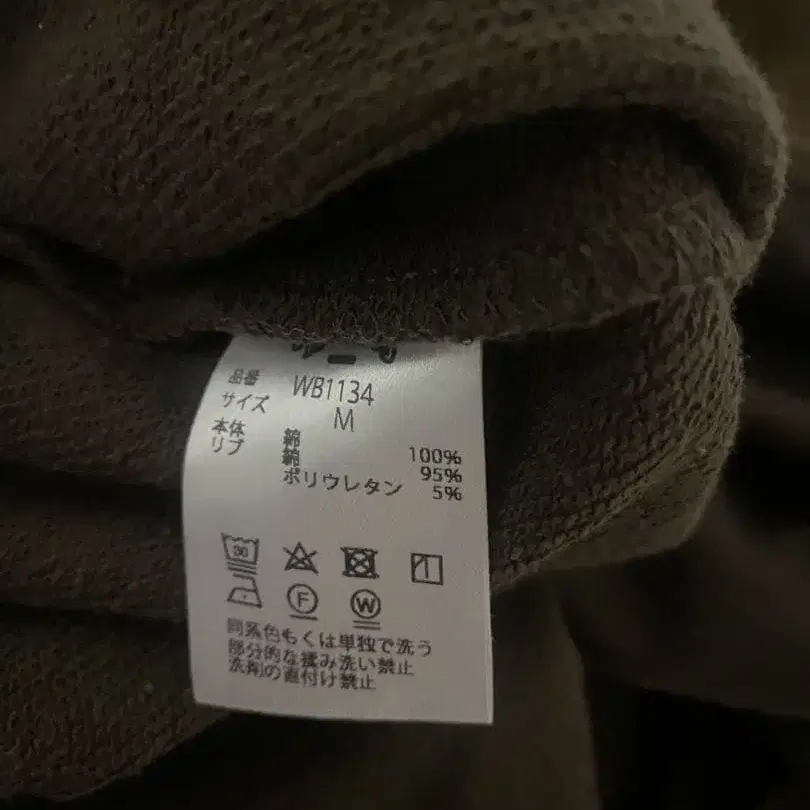 品番 WB1134
サイズ M
本体 綿 100%
リブ 綿 95%
ポリウレタン 5%
30
F W
同系色もくは単独で洗う
部分的な揉み洗い禁止
洗剤の直付け禁止